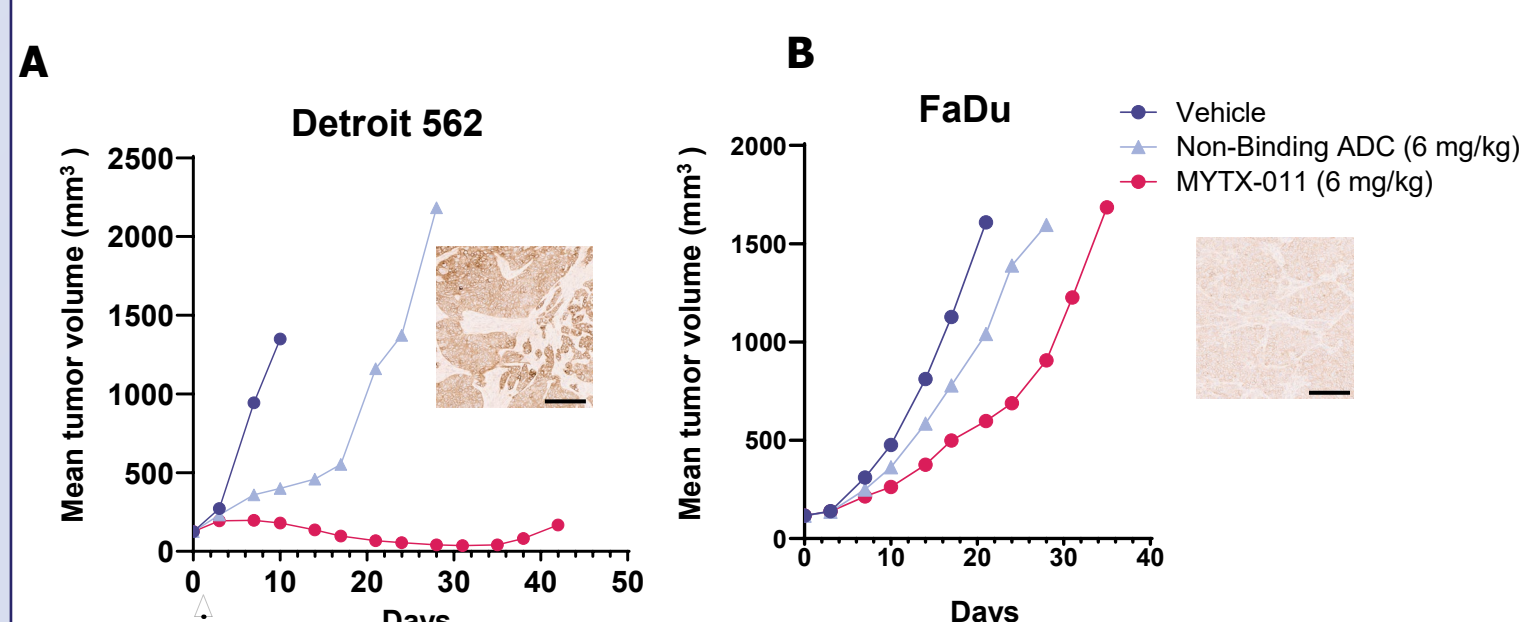 A
Detroit 562
Mean tumor volume (mm³ )
2500
2000
1500
1000
500
0
0 10 20 30 40 50
Days
B
FaDu
Mean tumor volume (mm³ )
2000
1500
1000
500
0
0 10 20 30 40
Days
Vehicle
Non-Binding ADC (6 mg/kg)
MYTX-011 (6 mg/kg)